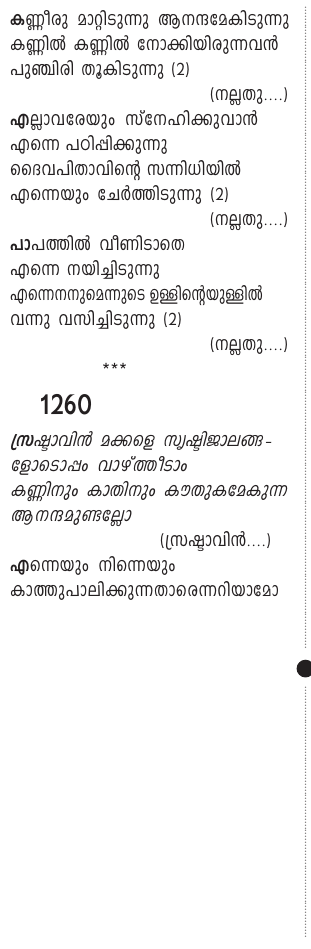 കണ്ണീരു മാറ്റിടുന്നു ആനന്ദമേകിടുന്നു
കണ്ണിൽ കണ്ണിൽ നോക്കിയിരുന്നവൻ
പുഞ്ചിരി തൂകിടുന്നു (2)
(നല്ലതു....)
എല്ലാവരേയും സ്നേഹിക്കുവാൻ
എന്നെ പഠിപ്പിക്കുന്നു
ദൈവപിതാവിന്റെ സന്നിധിയിൽ
എന്നെയും ചേർത്തിടുന്നു (2)
(നല്ലതു....)
പാപത്തിൽ വീണിടാതെ
എന്നെ നയിച്ചിടുന്നു
എന്നെനനുമെന്നുടെ ഉള്ളിന്റെയുള്ളിൽ
വന്നു വസിച്ചിടുന്നു (2)
(നല്ലതു....)
***
1260
സ്രഷ്ടാവിൻ മക്കളെ സൃഷ്ടിജാലങ്ങ-
ളോടൊപ്പം വാഴ്ത്തീടാം
കണ്ണിനും കാതിനും കൗതുകമേകുന്ന
ആനന്ദമുണ്ടല്ലോ
(സ്രഷ്ടാവിൻ....)
എന്നെയും നിന്നെയും
കാത്തുപാലിക്കുന്നതാരെന്നറിയാമോ